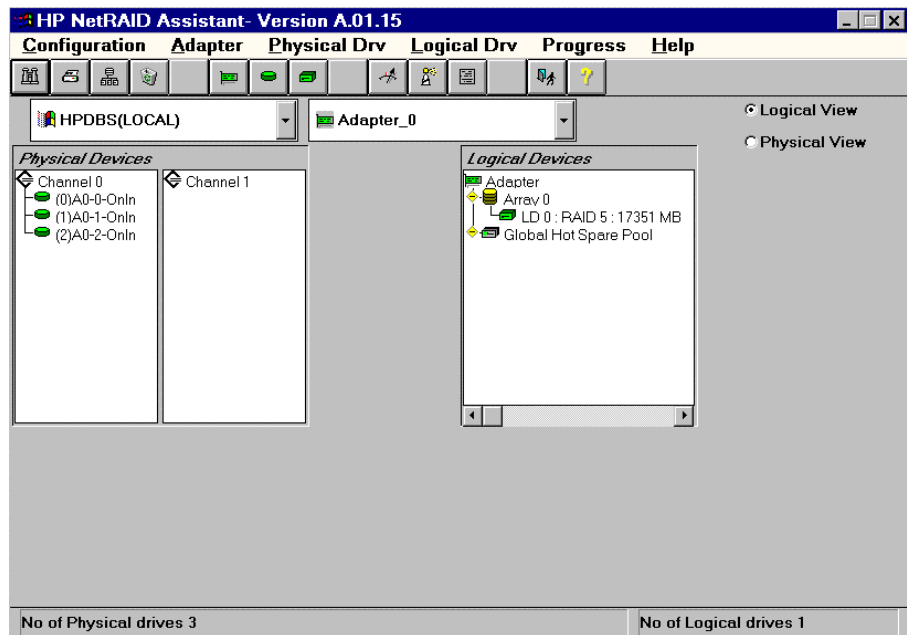 HP NetRAID Assistant- Version A.01.15
Configuration Adapter Physical Drv Logical Drv Progress Help
HPDBS(LOCAL)
Adapter_0
Logical View
Physical View
Physical Devices
Channel 0
(0)A0-0-OnIn
(1)A0-1-OnIn
(2)A0-2-OnIn
Channel 1
Logical Devices
Adapter
Array 0
LD 0 : RAID 5 : 17351 MB
Global Hot Spare Pool
No of Physical drives 3
No of Logical drives 1